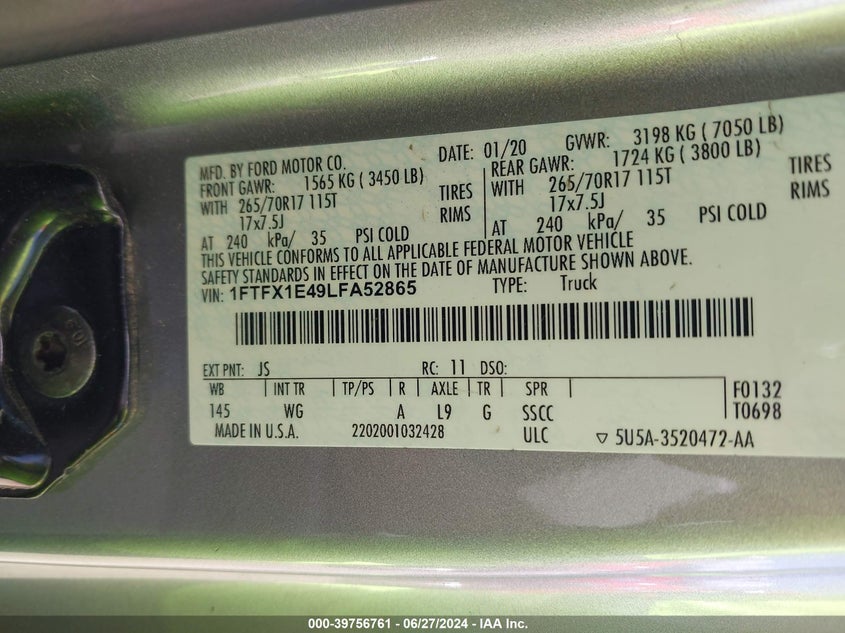 MFD. BY FORD MOTOR CO. DATE: 01/20 GVWR: 3198 KG ( 7050 LB)
FRONT GAWR: 1565 KG ( 3450 LB) REAR GAWR: 1724 KG ( 3800 LB)
WITH 265/70R17 115T TIRES WITH 265/70R17 115T TIRES
17x7.5J RIMS 17x7.5J RIMS
AT 240 kPa/ 35 PSI COLD AT 240 kPa/ 35 PSI COLD
THIS VEHICLE CONFORMS TO ALL APPLICABLE FEDERAL MOTOR VEHICLE
SAFETY STANDARDS IN EFFECT ON THE DATE OF MANUFACTURE SHOWN ABOVE.
VIN: 1FTFX1E49LFA52865 TYPE: Truck
EXT PNT: JS RC: 11 DSO:
WB INT TR TP/PS R AXLE TR SPR F0132
145 WG A L9 G SSCC T0698
MADE IN U.S.A. 2202001032428 ULC ▽ 5U5A-3520472-AA
000-39756761 - 06/27/2024 - IAA Inc.